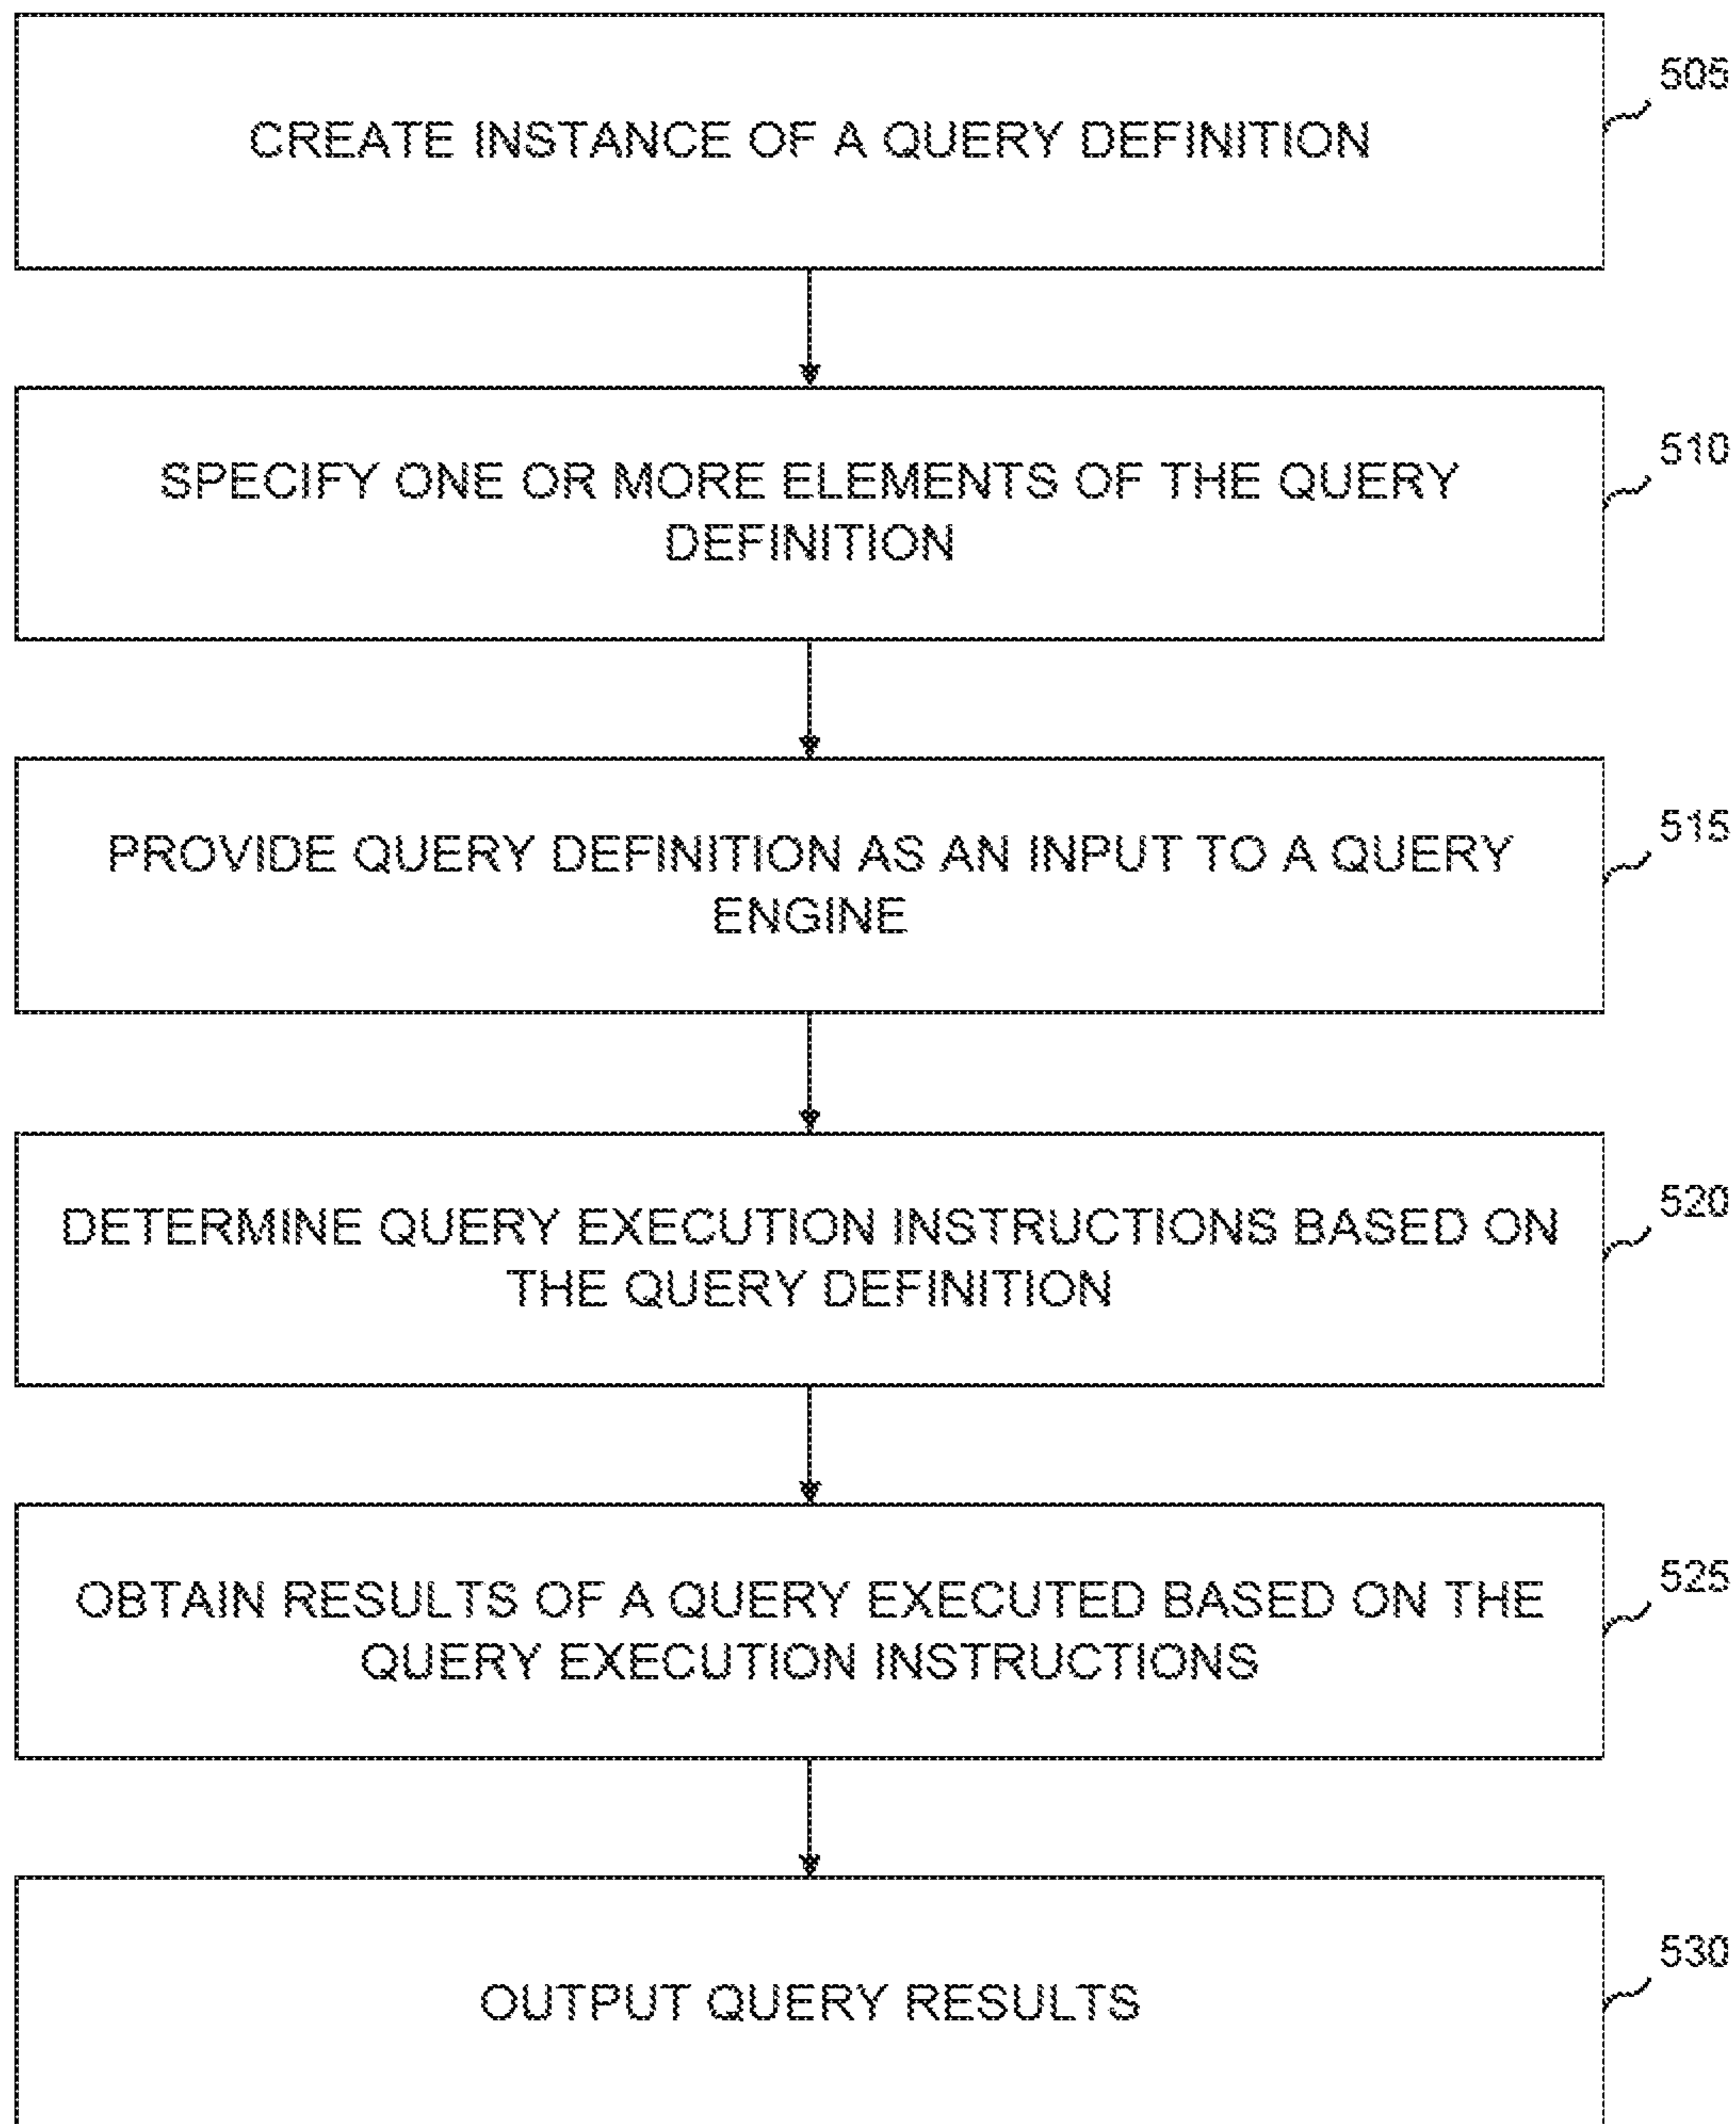 CREATE INSTANCE OF A QUERY DEFINITION
505
SPECIFY ONE OR MORE ELEMENTS OF THE QUERY
DEFINITION
510
PROVIDE QUERY DEFINITION AS AN INPUT TO A QUERY
ENGINE
515
DETERMINE QUERY EXECUTION INSTRUCTIONS BASED ON
THE QUERY DEFINITION
520
OBTAIN RESULTS OF A QUERY EXECUTED BASED ON THE
QUERY EXECUTION INSTRUCTIONS
525
OUTPUT QUERY RESULTS
530